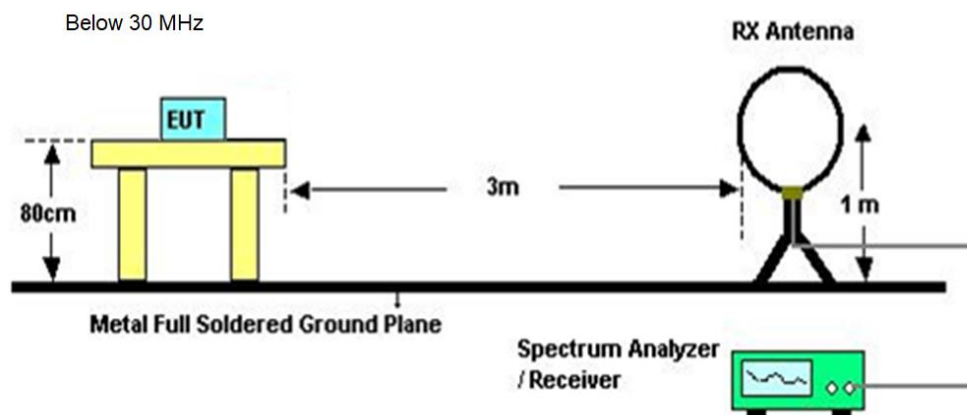 Below 30 MHz
RX Antenna
EUT
80cm
3m
1 m
Metal Full Soldered Ground Plane
Spectrum Analyzer
/ Receiver